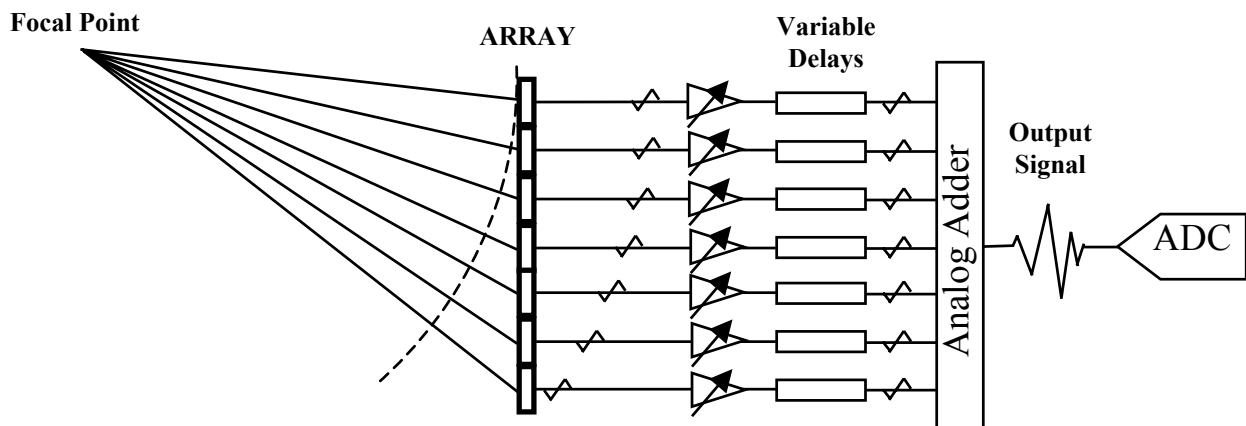 Focal Point
ARRAY
Variable
Delays
Analog Adder
Output
Signal
ADC